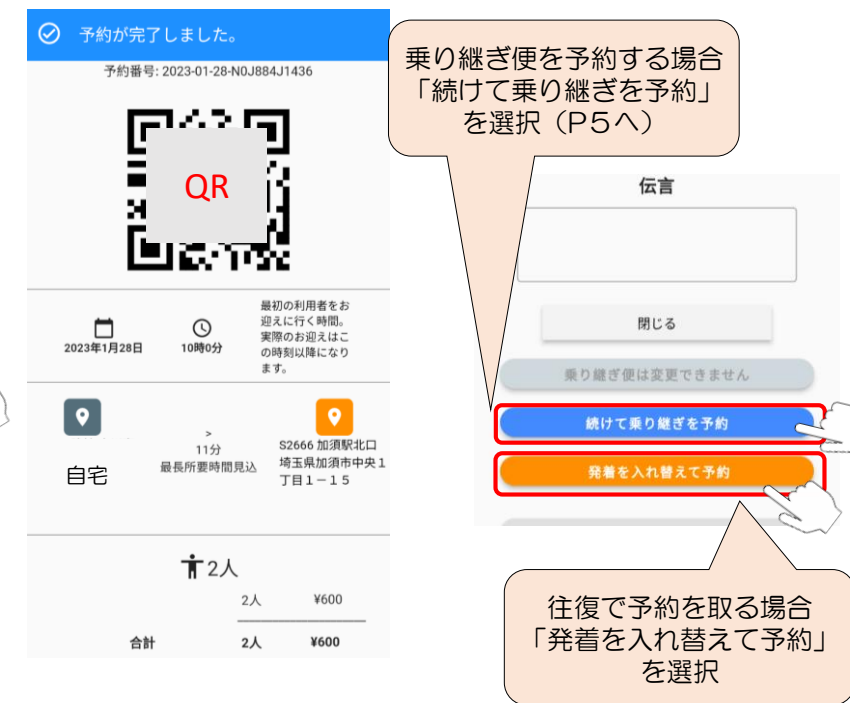 予約が完了しました。
予約番号: 2023-01-28-N0J884J1436
QR
2023年1月28日
10時0分
最初の利用者をお
迎えに行く時間。
実際のお迎えはこ
の時刻以降になり
ます。
自宅
>
11分
最長所要時間見込
S2666 加須駅北口
埼玉県加須市中央1
丁目1-15
2人
2人 ¥600
合計 2人 ¥600
乗り継ぎ便を予約する場合
「続けて乗り継ぎを予約」
を選択（P5へ）
伝言
閉じる
乗り継ぎ便は変更できません
続けて乗り継ぎを予約
発着を入れ替えて予約
往復で予約を取る場合
「発着を入れ替えて予約」
を選択